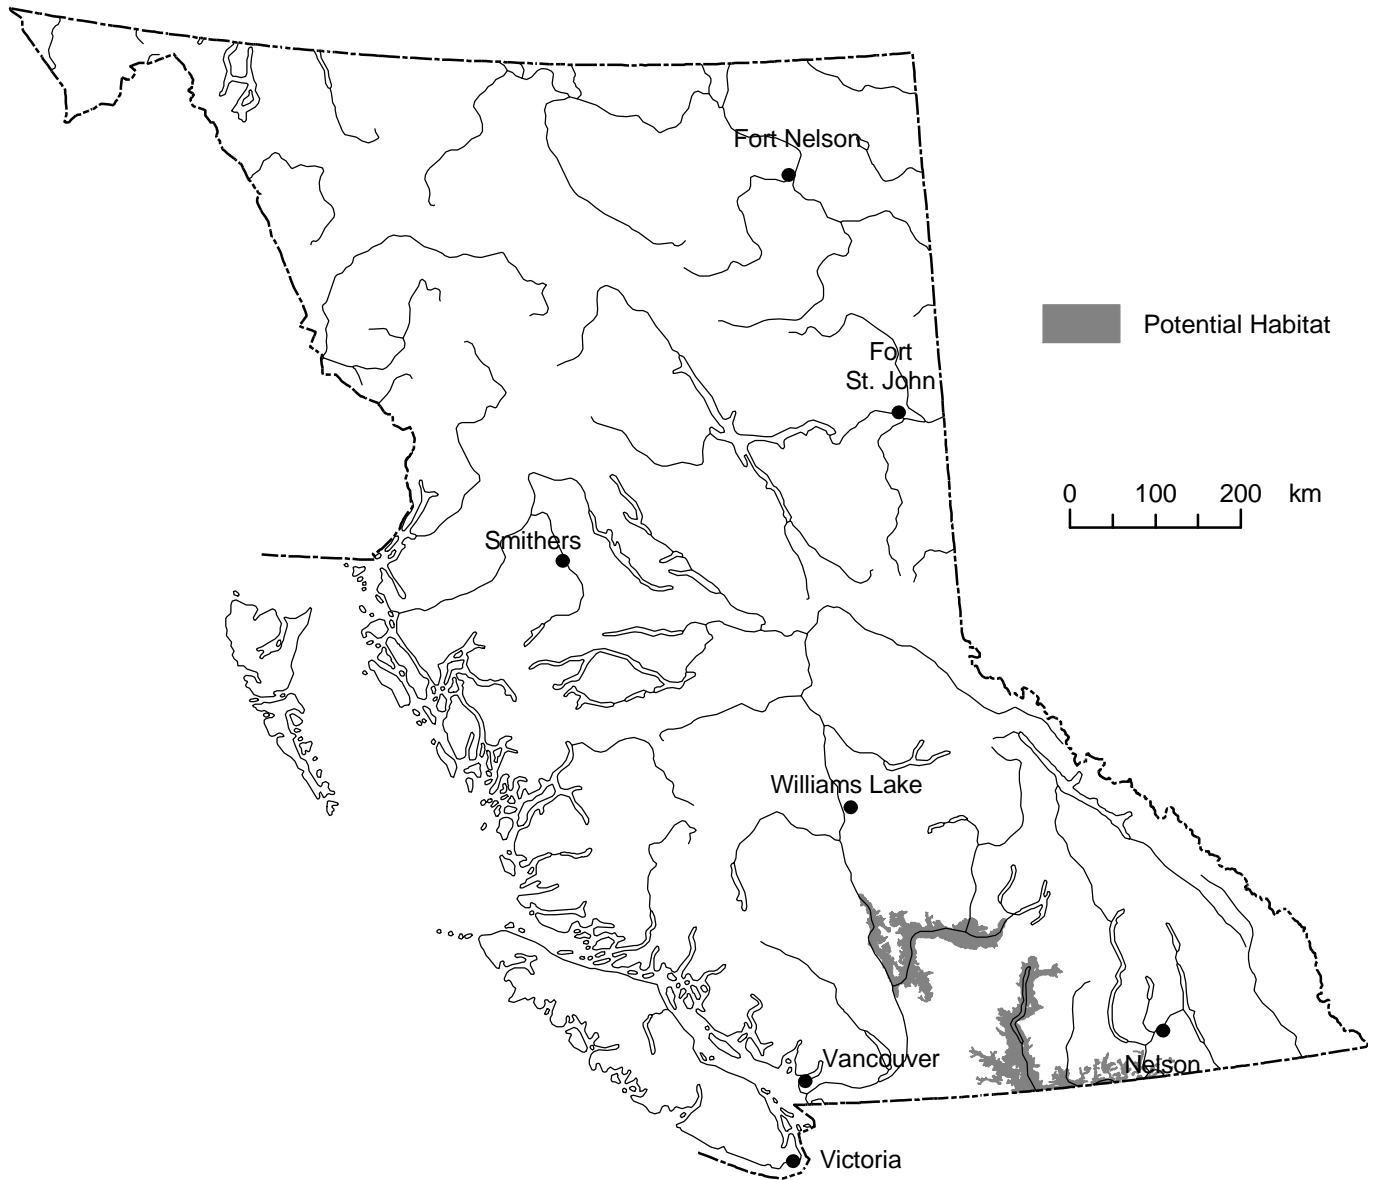 Fort Nelson
Potential Habitat
Fort
St. John
0 100 200 km
Smithers
Williams Lake
Vancouver
Nelson
Victoria